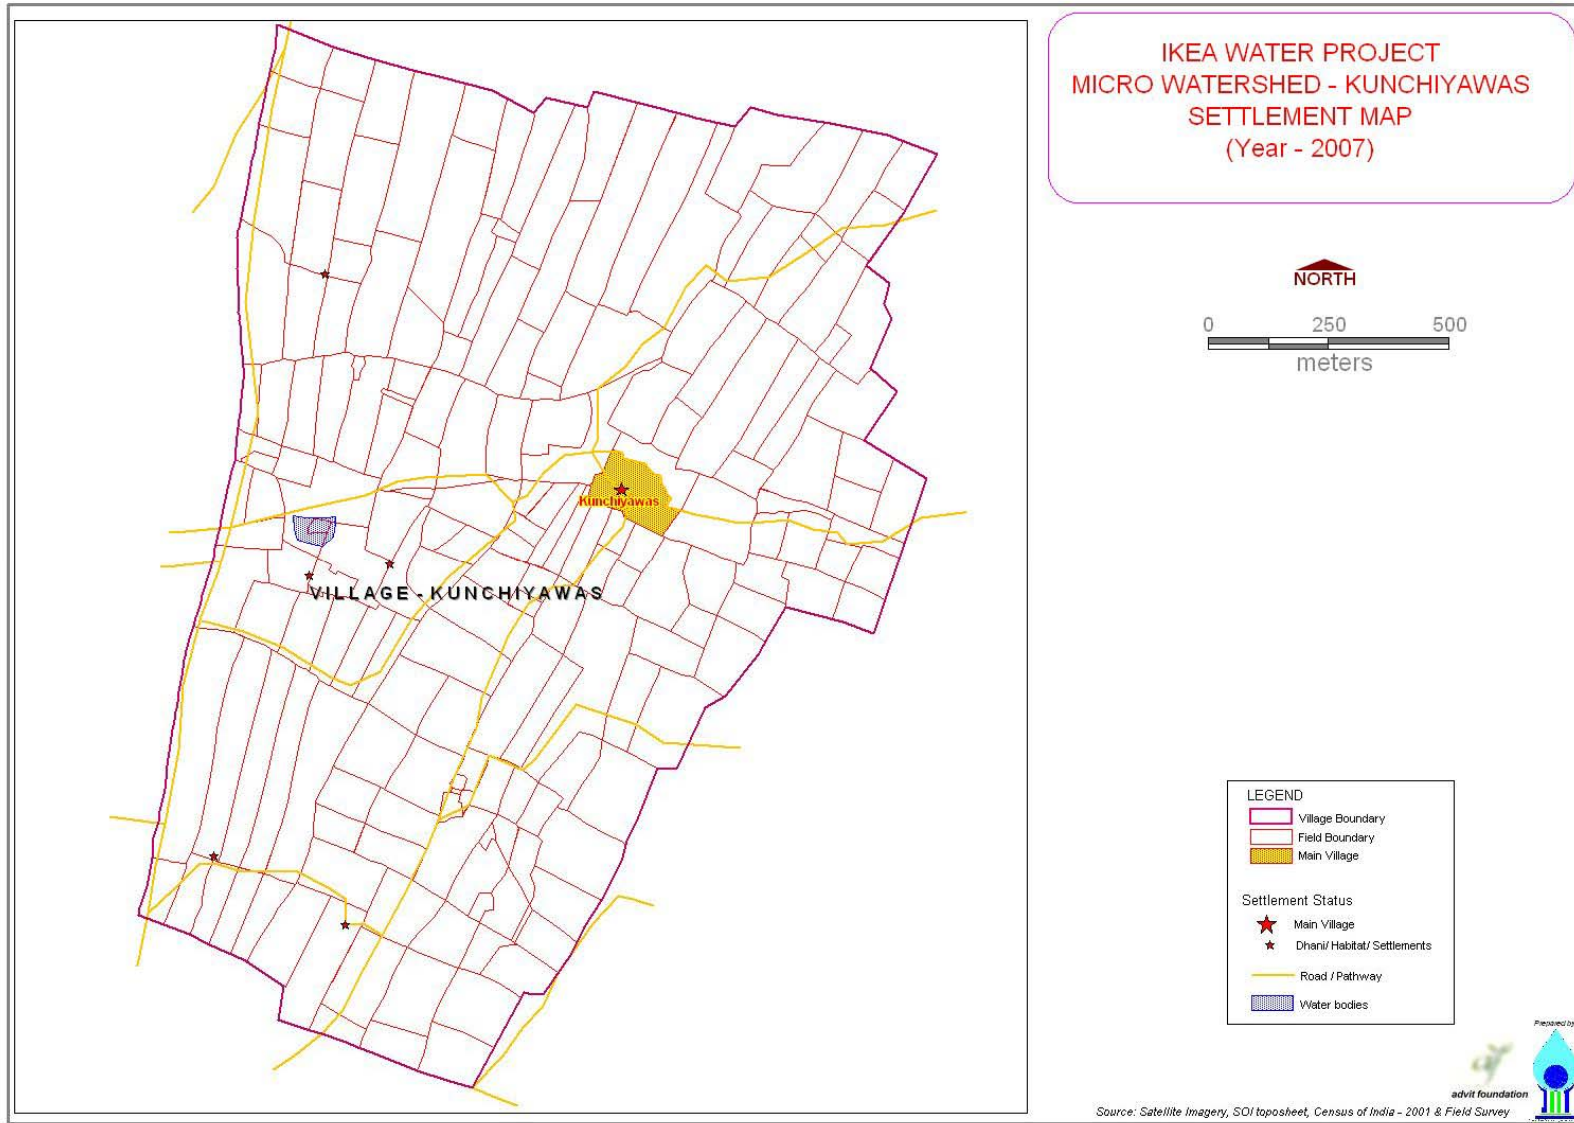 IKEA WATER PROJECT
MICRO WATERSHED - KUNCHIYAWAS
SETTLEMENT MAP
(Year - 2007)
NORTH
0 250 500
meters
Kunchiyawas
VILLAGE - KUNCHIYAWAS
LEGEND
Village Boundary
Field Boundary
Main Village
Settlement Status
Main Village
Dhani/ Habitat/ Settlements
Road / Pathway
Water bodies
Prepared by
advit foundation
Source: Satellite Imagery, SOI toposheet, Census of India - 2001 & Field Survey